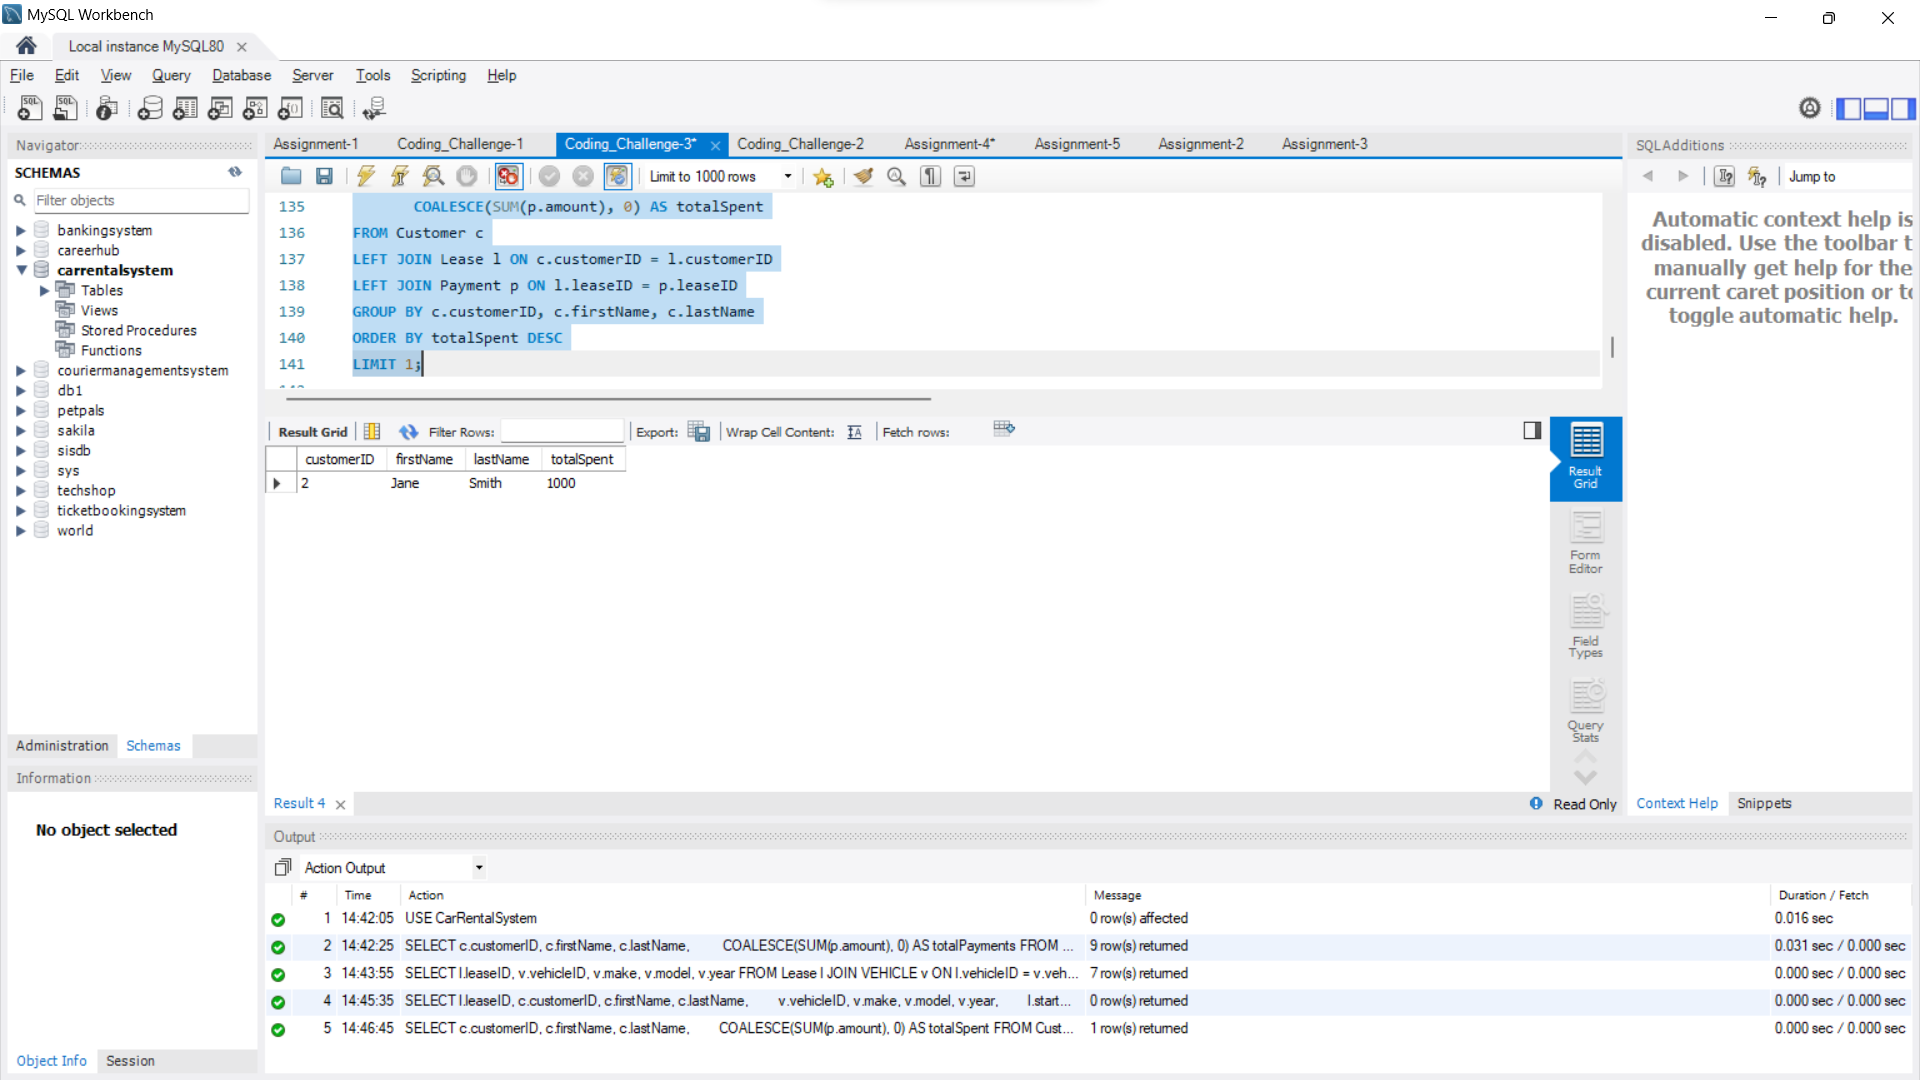 MySQL Workbench
Local instance MySQL80
File Edit View Query Database Server Tools Scripting Help
Navigator
SCHEMAS
Filter objects
bankingsystem
careerhub
carrentalsystem
Tables
Views
Stored Procedures
Functions
couriermanagementsystem
db1
petpals
sakila
sisdb
sys
techshop
ticketbookingsystem
world
Administration Schemas
Information
No object selected
Object Info Session
Assignment-1 Coding_Challenge-1 Coding_Challenge-3* Coding_Challenge-2 Assignment-4* Assignment-5 Assignment-2 Assignment-3
Limit to 1000 rows
135 COALESCE(SUM(p.amount), 0) AS totalSpent
136 FROM Customer c
137 LEFT JOIN Lease l ON c.customerID = l.customerID
138 LEFT JOIN Payment p ON l.leaseID = p.leaseID
139 GROUP BY c.customerID, c.firstName, c.lastName
140 ORDER BY totalSpent DESC
141 LIMIT 1;
Result Grid Filter Rows: Export: Wrap Cell Content: Fetch rows:
customerID firstName lastName totalSpent
2 Jane Smith 1000
Result Grid
Form Editor
Field Types
Query Stats
Result 4
Read Only
SQLAdditions
Jump to
Automatic context help is
disabled. Use the toolbar t
manually get help for the
current caret position or to
toggle automatic help.
Context Help Snippets
Output
Action Output
# Time Action Message Duration / Fetch
1 14:42:05 USE CarRentalSystem 0 row(s) affected 0.016 sec
2 14:42:25 SELECT c.customerID, c.firstName, c.lastName, COALESCE(SUM(p.amount), 0) AS totalPayments FROM ... 9 row(s) returned 0.031 sec / 0.000 sec
3 14:43:55 SELECT l.leaseID, v.vehicleID, v.make, v.model, v.year FROM Lease l JOIN VEHICLE v ON l.vehicleID = v.veh... 7 row(s) returned 0.000 sec / 0.000 sec
4 14:45:35 SELECT l.leaseID, c.customerID, c.firstName, c.lastName, v.vehicleID, v.make, v.model, v.year, l.start... 0 row(s) returned 0.000 sec / 0.000 sec
5 14:46:45 SELECT c.customerID, c.firstName, c.lastName, COALESCE(SUM(p.amount), 0) AS totalSpent FROM Cust... 1 row(s) returned 0.000 sec / 0.000 sec